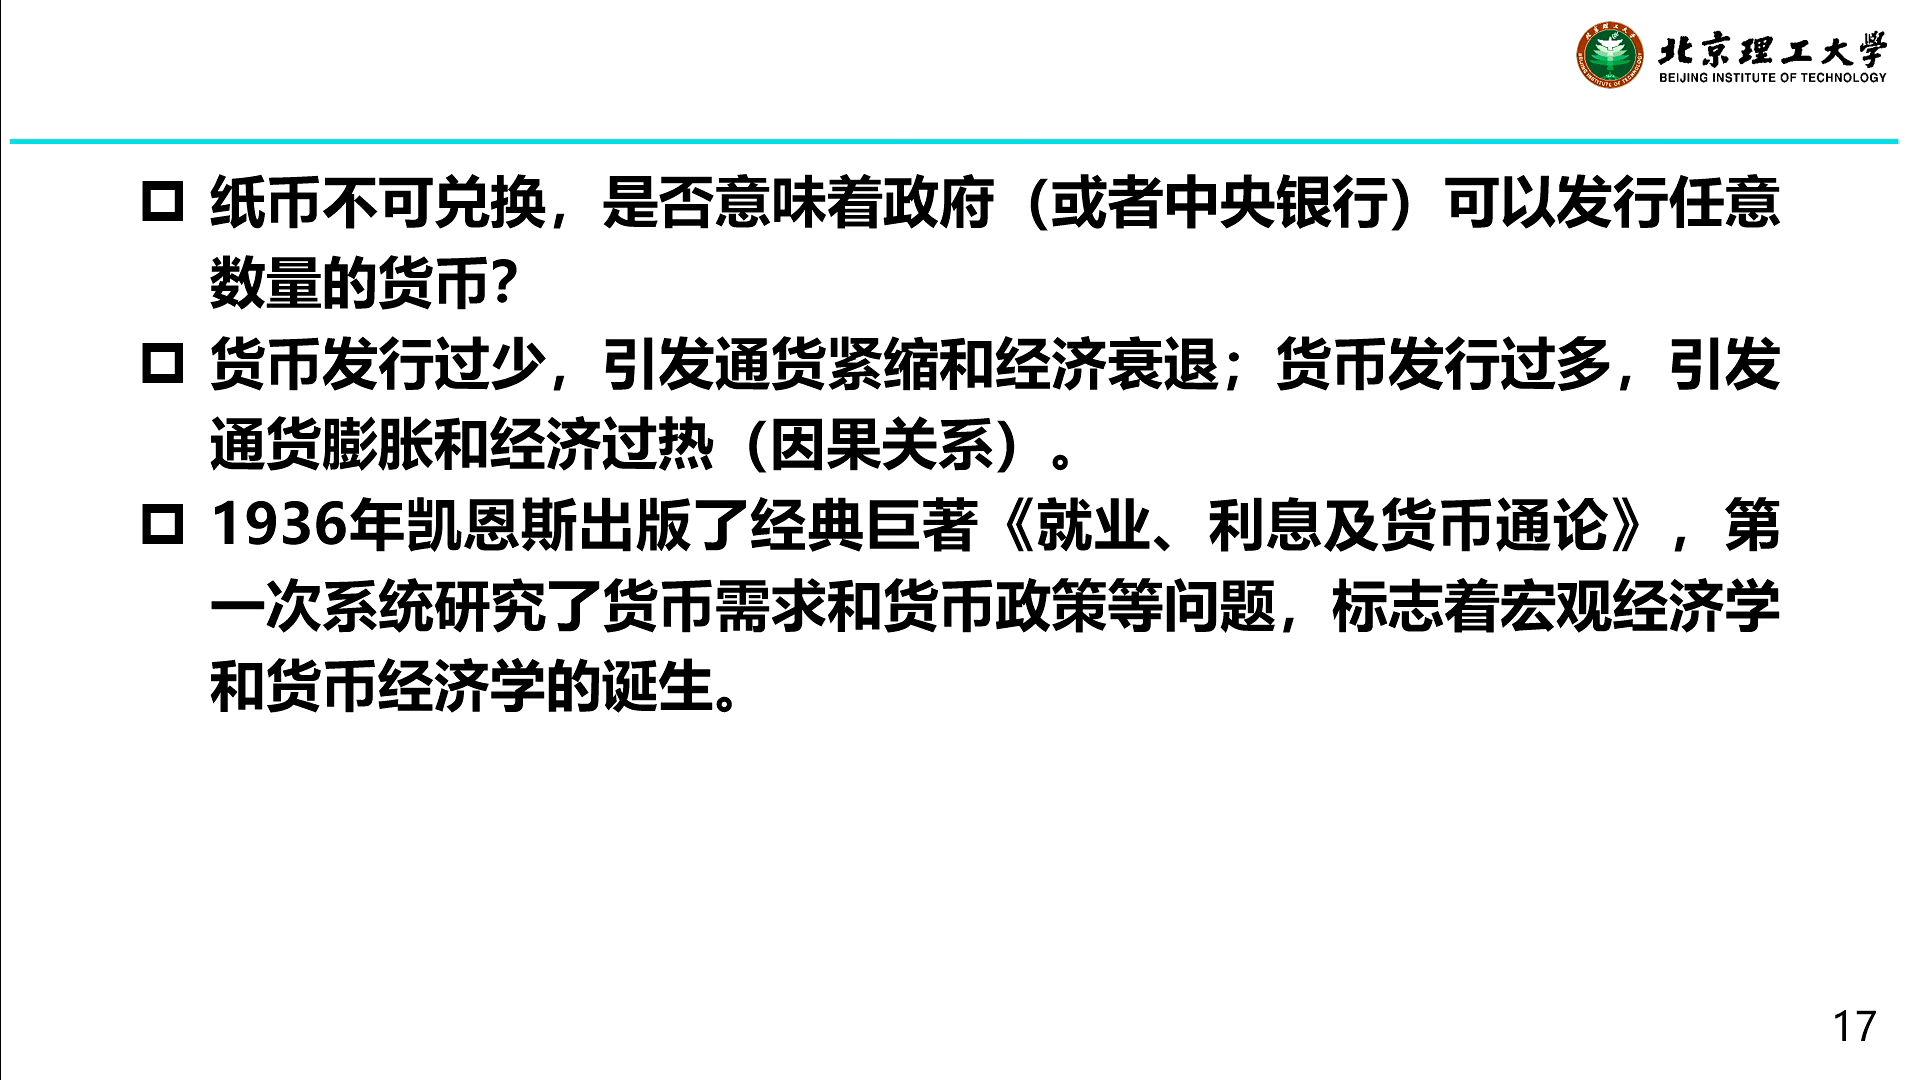 北京理工大学
BEIJING INSTITUTE OF TECHNOLOGY
纸币不可兑换，是否意味着政府（或者中央银行）可以发行任意
数量的货币？
货币发行过少，引发通货紧缩和经济衰退；货币发行过多，引发
通货膨胀和经济过热（因果关系）。
1936年凯恩斯出版了经典巨著《就业、利息及货币通论》，第
一次系统研究了货币需求和货币政策等问题，标志着宏观经济学
和货币经济学的诞生。
17